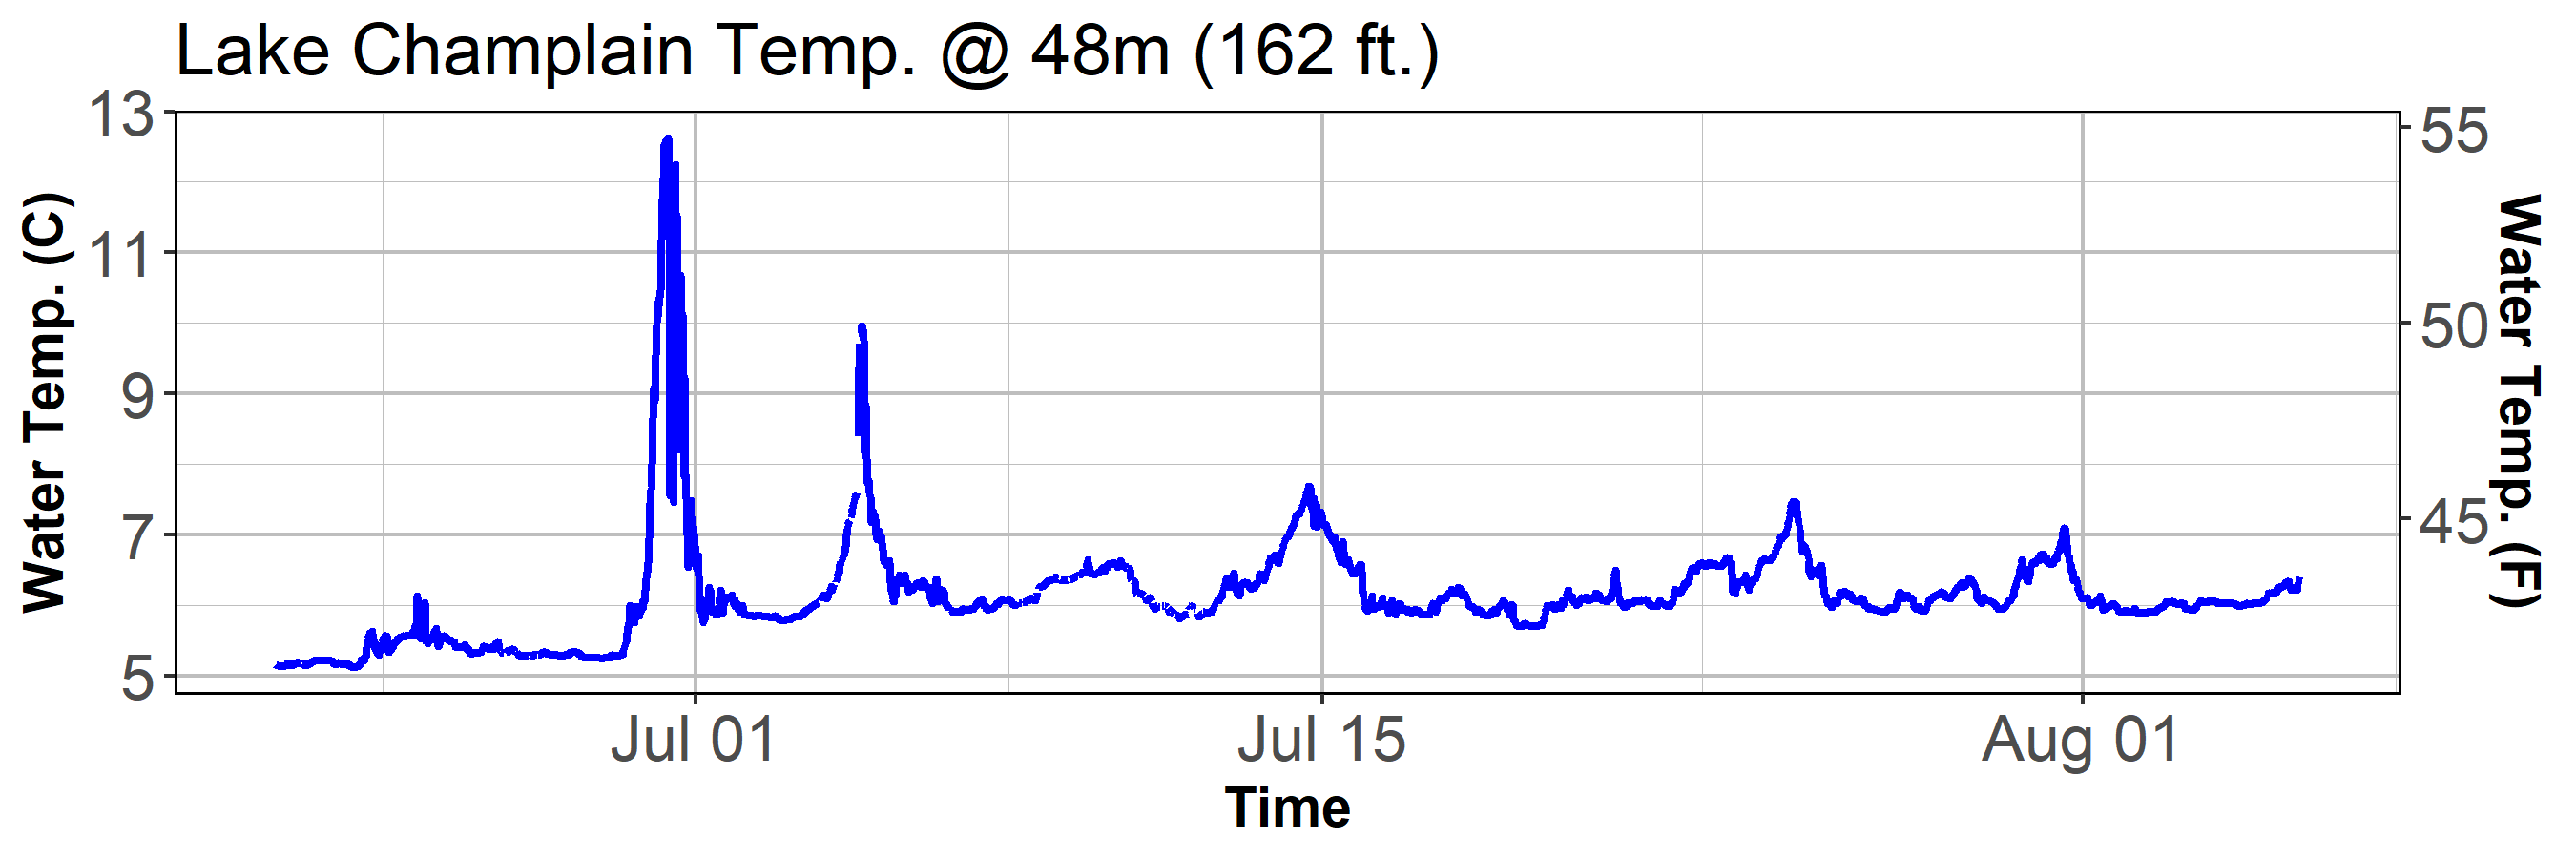 Lake Champlain Temp. @ 48m (162 ft.)
Water Temp. (C)
13
11
9
7
5
55
50
45
Water Temp. (F)
Jul 01
Jul 15
Aug 01
Time